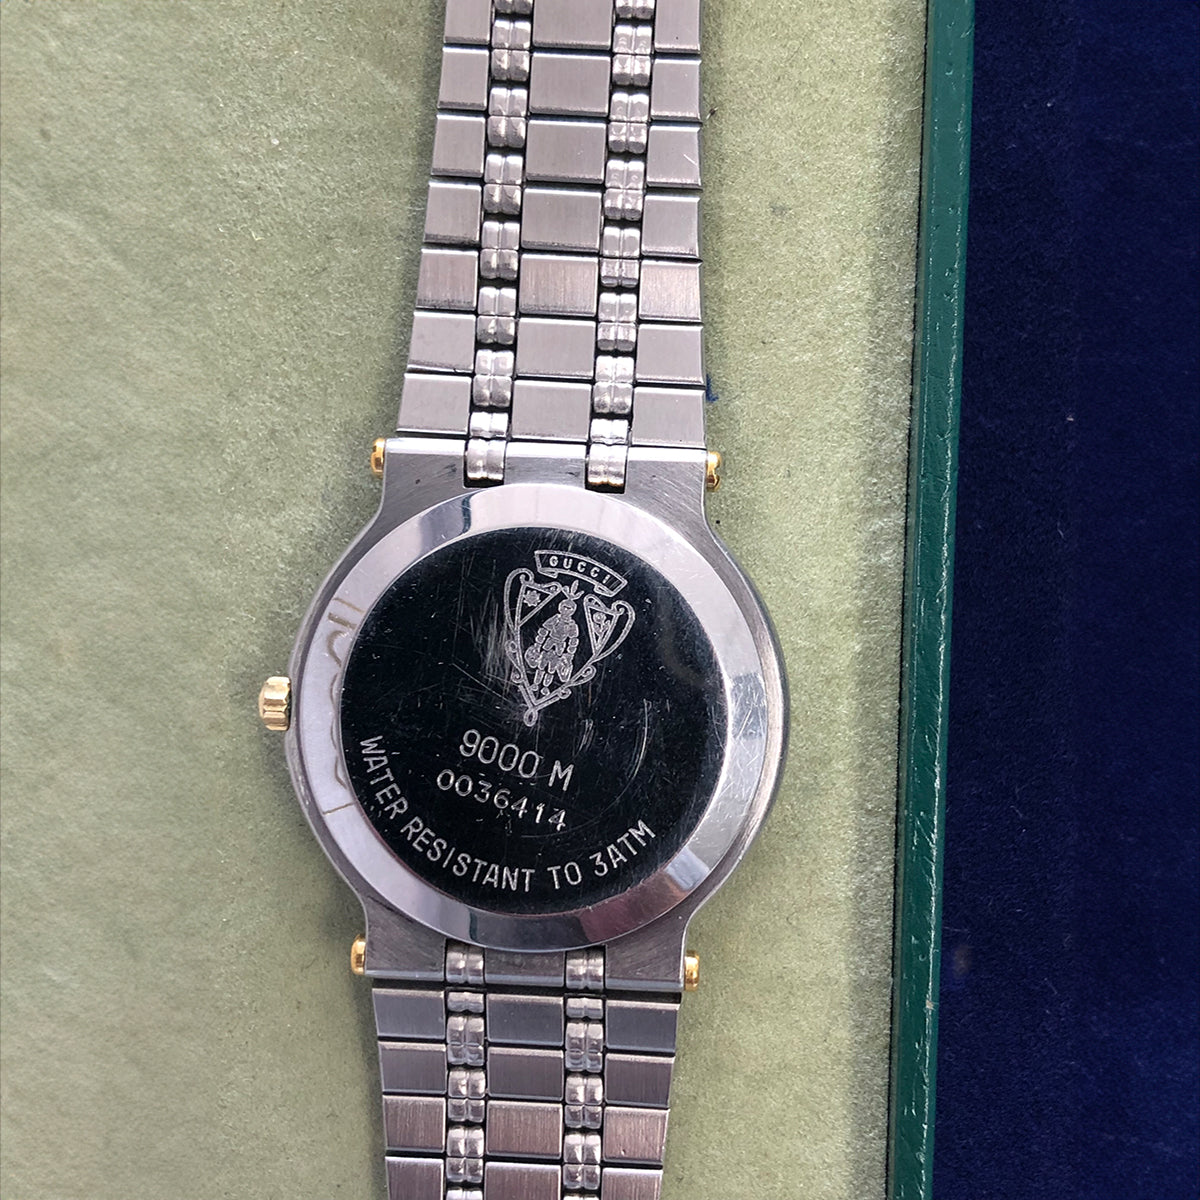 GUCCI
9000 M
0036414
WATER RESISTANT TO 3ATM